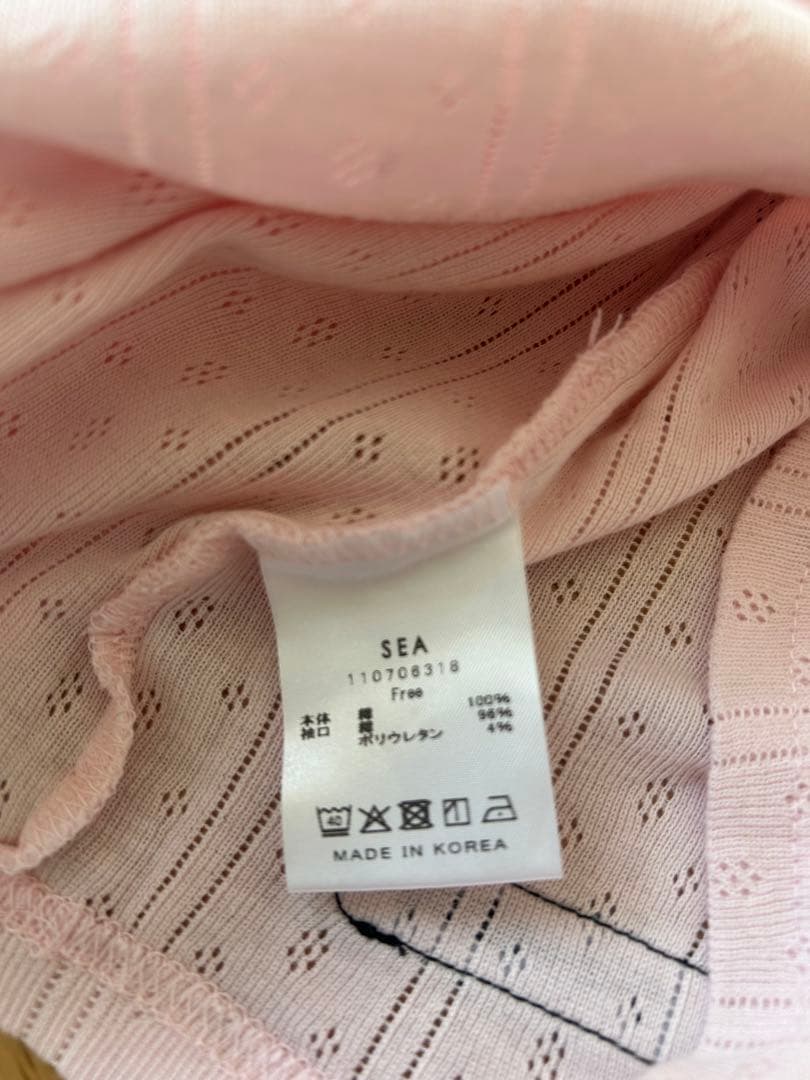 SEA
110706318
Free
本体 綿 100%
袖口 綿 96%
ポリウレタン 4%
40
MADE IN KOREA